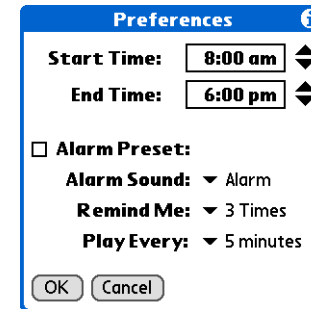 Preferences
Start Time: 8:00 am
End Time: 6:00 pm
Alarm Preset:
Alarm Sound: Alarm
Remind Me: 3 Times
Play Every: 5 minutes
OK Cancel